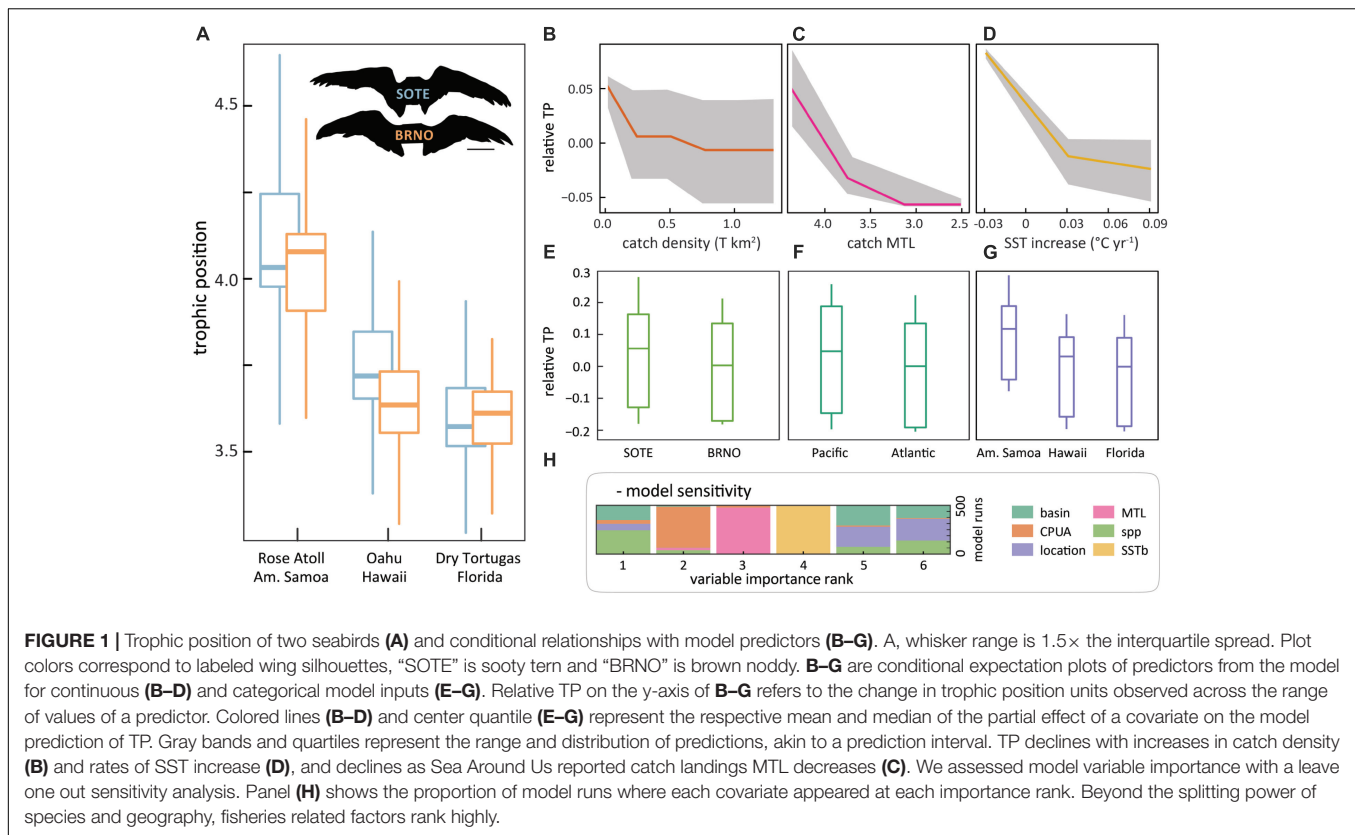 A
4.5
4.0
3.5
trophic position
SOTE
BRNO
Rose Atoll
Am. Samoa
Oahu
Hawaii
Dry Tortugas
Florida
B
relative TP
0.05
0.00
−0.05
0.0
0.5
1.0
catch density (T km²)
C
4.0
3.5
3.0
2.5
catch MTL
D
-0.03
0
0.03
0.06
0.09
SST increase (°C yr⁻¹)
E
relative TP
0.3
0.2
0.1
0.0
-0.1
-0.2
SOTE
BRNO
F
Pacific
Atlantic
G
Am. Samoa
Hawaii
Florida
H
- model sensitivity
1
2
3
4
5
6
variable importance rank
500
0
model runs
basin
MTL
CPUA
spp
location
SSTb
FIGURE 1 | Trophic position of two seabirds (A) and conditional relationships with model predictors (B–G). A, whisker range is 1.5× the interquartile spread. Plot
colors correspond to labeled wing silhouettes, “SOTE” is sooty tern and “BRNO” is brown noddy. B–G are conditional expectation plots of predictors from the model
for continuous (B–D) and categorical model inputs (E–G). Relative TP on the y-axis of B–G refers to the change in trophic position units observed across the range
of values of a predictor. Colored lines (B–D) and center quantile (E–G) represent the respective mean and median of the partial effect of a covariate on the model
prediction of TP. Gray bands and quartiles represent the range and distribution of predictions, akin to a prediction interval. TP declines with increases in catch density
(B) and rates of SST increase (D), and declines as Sea Around Us reported catch landings MTL decreases (C). We assessed model variable importance with a leave
one out sensitivity analysis. Panel (H) shows the proportion of model runs where each covariate appeared at each importance rank. Beyond the splitting power of
species and geography, fisheries related factors rank highly.